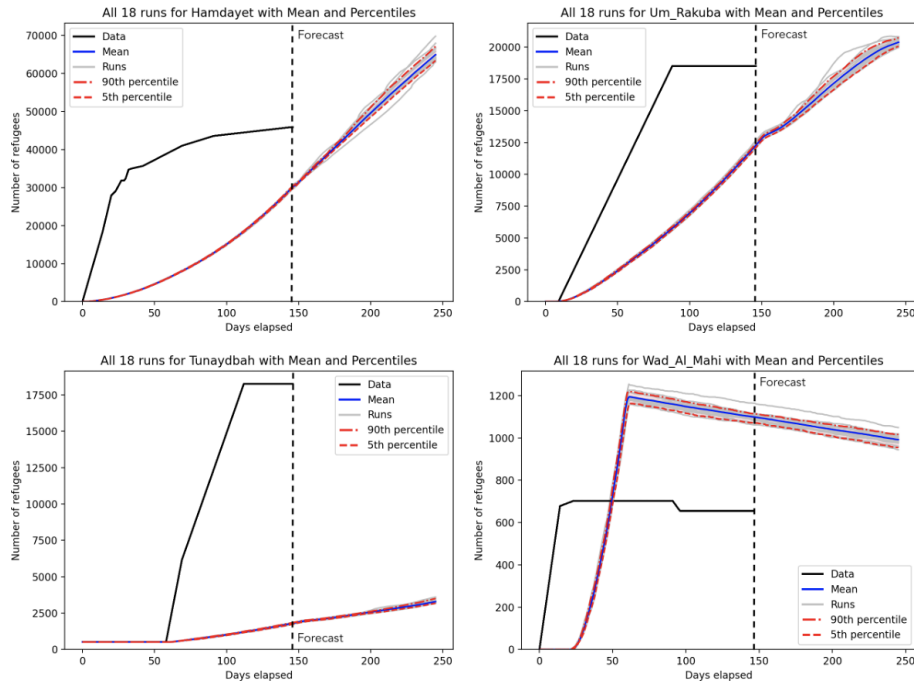 All 18 runs for Hamdayet with Mean and Percentiles
Number of refugees
70000
60000
50000
40000
30000
20000
10000
0
Data
Mean
Runs
90th percentile
5th percentile
Forecast
0 50 100 150 200 250
Days elapsed
All 18 runs for Um_Rakuba with Mean and Percentiles
Number of refugees
20000
17500
15000
12500
10000
7500
5000
2500
0
Data
Mean
Runs
90th percentile
5th percentile
Forecast
0 50 100 150 200 250
Days elapsed
All 18 runs for Tunaydbah with Mean and Percentiles
Number of refugees
17500
15000
12500
10000
7500
5000
2500
0
Data
Mean
Runs
90th percentile
5th percentile
Forecast
0 50 100 150 200 250
Days elapsed
All 18 runs for Wad_Al_Mahi with Mean and Percentiles
Number of refugees
1200
1000
800
600
400
200
0
Forecast
Data
Mean
Runs
90th percentile
5th percentile
0 50 100 150 200 250
Days elapsed